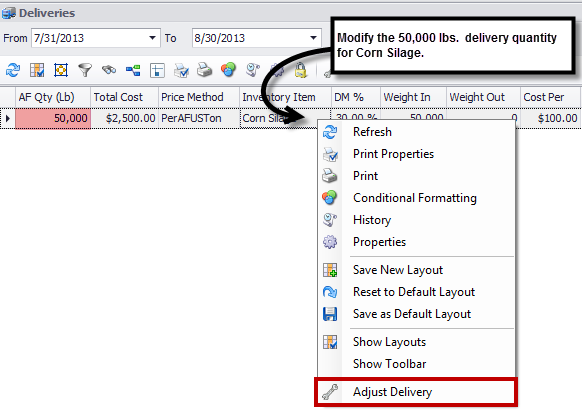 Deliveries
From 7/31/2013 To 8/30/2013
Modify the 50,000 lbs. delivery quantity
for Corn Silage.
AF Qty (Lb) Total Cost Price Method Inventory Item DM % Weight In Weight Out Cost Per
50,000 $2,500.00 PerAFUSTon Corn Silage 30.00 % 50,000 0 $100.00
Refresh
Print Properties
Print
Conditional Formatting
History
Properties
Save New Layout
Reset to Default Layout
Save as Default Layout
Show Layouts
Show Toolbar
Adjust Delivery